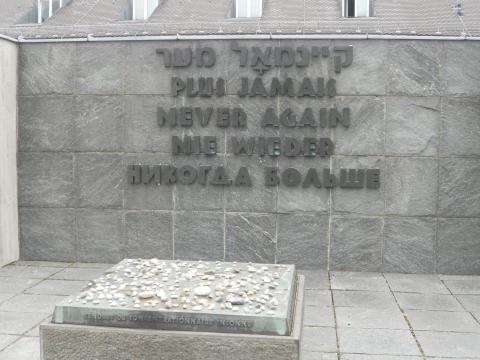 קיינמאָל מער
PLUS JAMAIS
NEVER AGAIN
NIE WIEDER
НИКОГДА БОЛЬШЕ